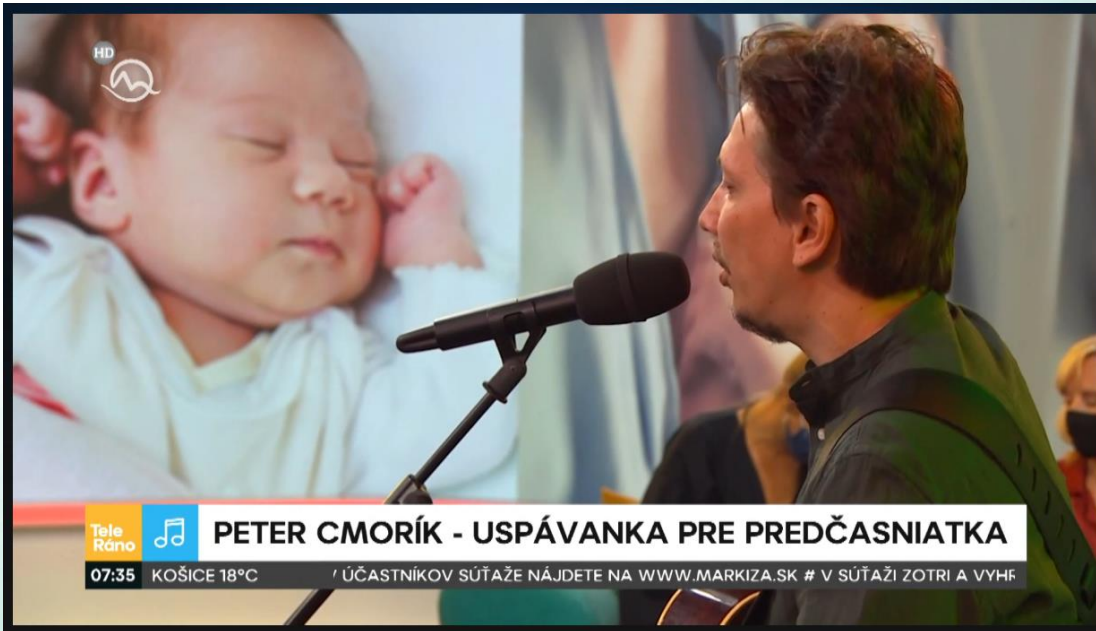 HD
PETER CMORÍK - USPÁVANKA PRE PREDČASNIATKA
Tele
Ráno
07:35 KOŠICE 18°C / ÚČASTNÍKOV SÚŤAŽE NÁJDETE NA WWW.MARKIZA.SK # V SÚŤAŽI ZOTRI A VYHR